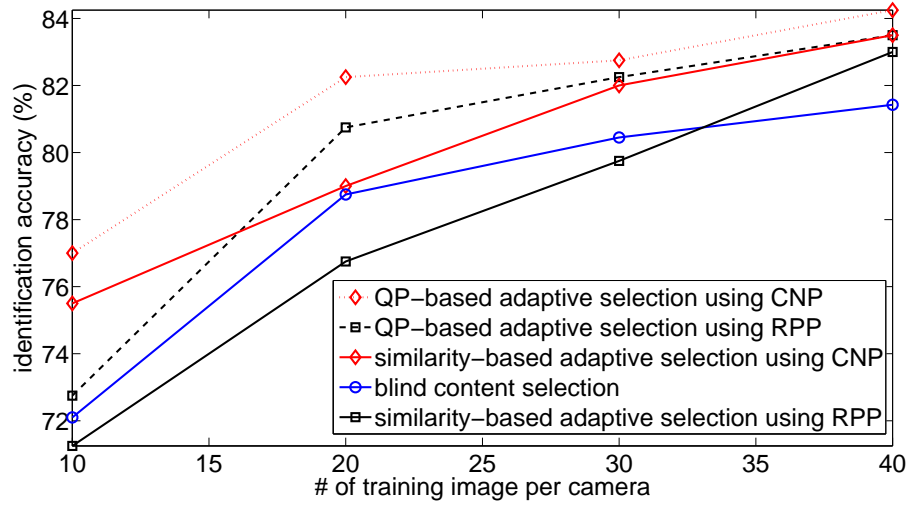 84
82
80
78
76
74
72
identification accuracy (%)
QP−based adaptive selection using CNP
QP−based adaptive selection using RPP
similarity−based adaptive selection using CNP
blind content selection
similarity−based adaptive selection using RPP
10 15 20 25 30 35 40
# of training image per camera